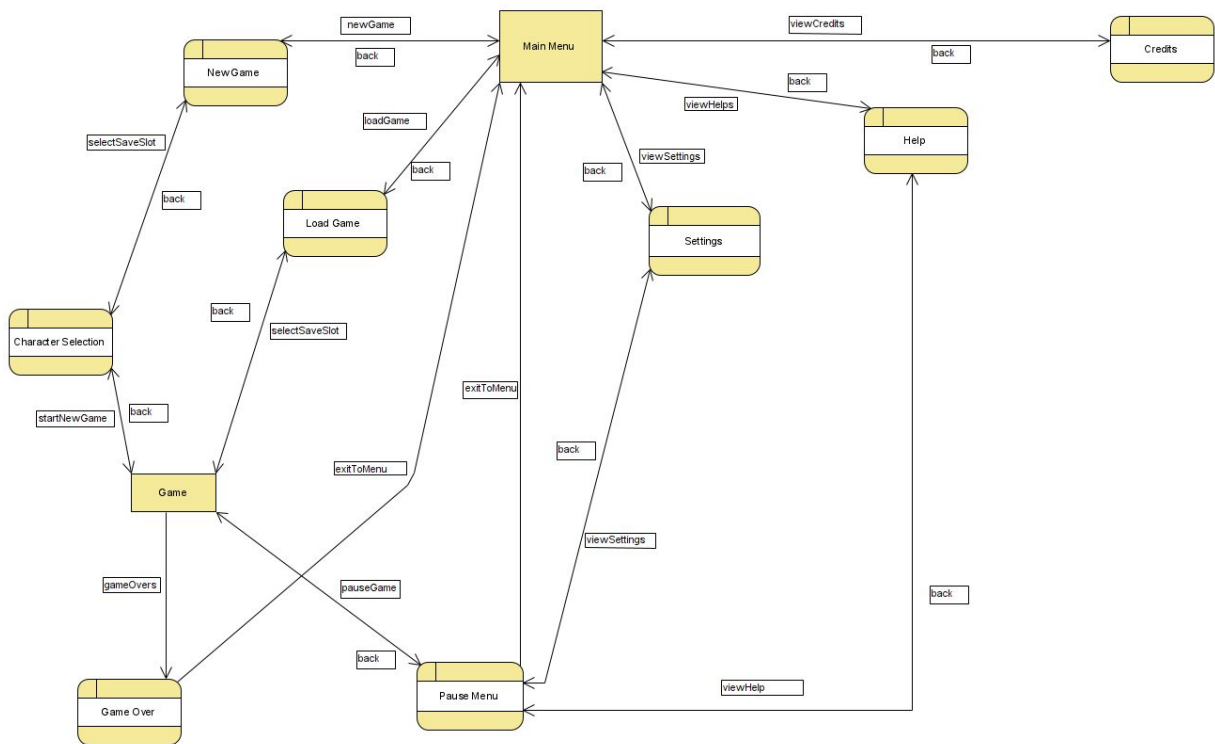 newGame
viewCredits
Main Menu
back
back
Credits
NewGame
back
viewHelps
loadGame
Help
selectSaveSlot
viewSettings
back
back
back
Load Game
Settings
back
selectSaveSlot
Character Selection
exitToMenu
startNewGame
back
back
exitToMenu
Game
viewSettings
gameOvers
pauseGame
back
back
viewHelp
Pause Menu
Game Over